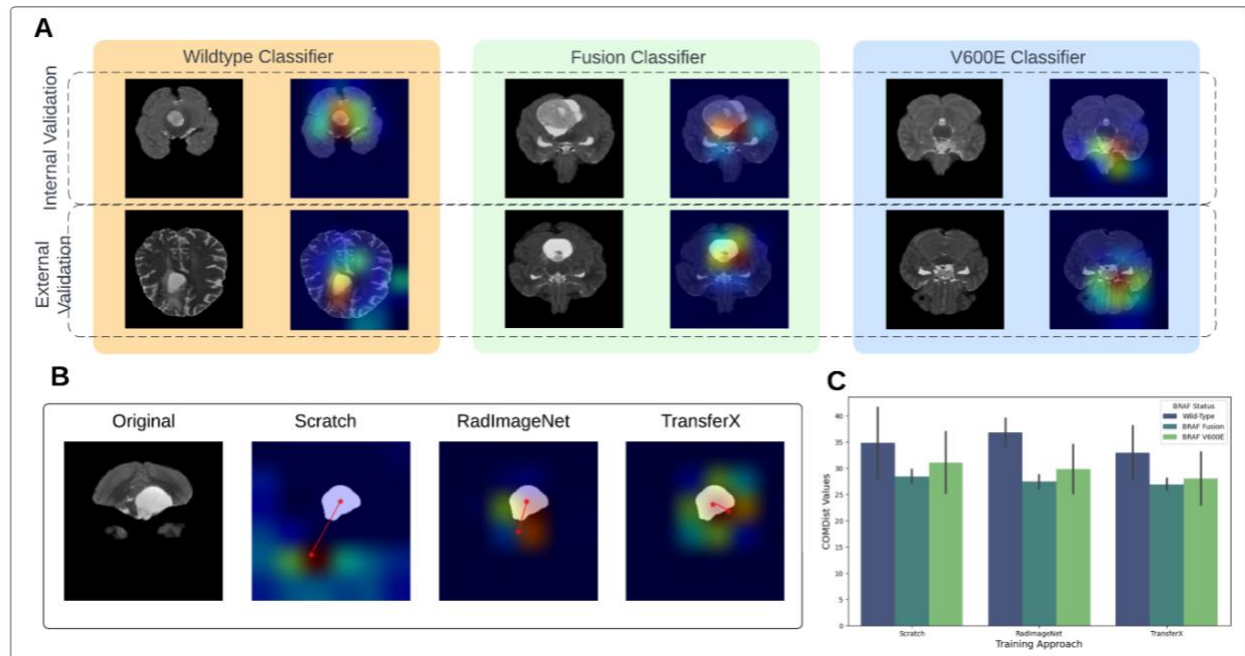 A
Wildtype Classifier
Fusion Classifier
V600E Classifier
Internal Validation
External
Validation
B
Original
Scratch
RadImageNet
TransferX
C
BRAF Status
Wild-Type
BRAF Fusion
BRAF V600E
COMDist Values
40
35
30
25
20
15
10
5
0
Scratch
RadImageNet
TransferX
Training Approach